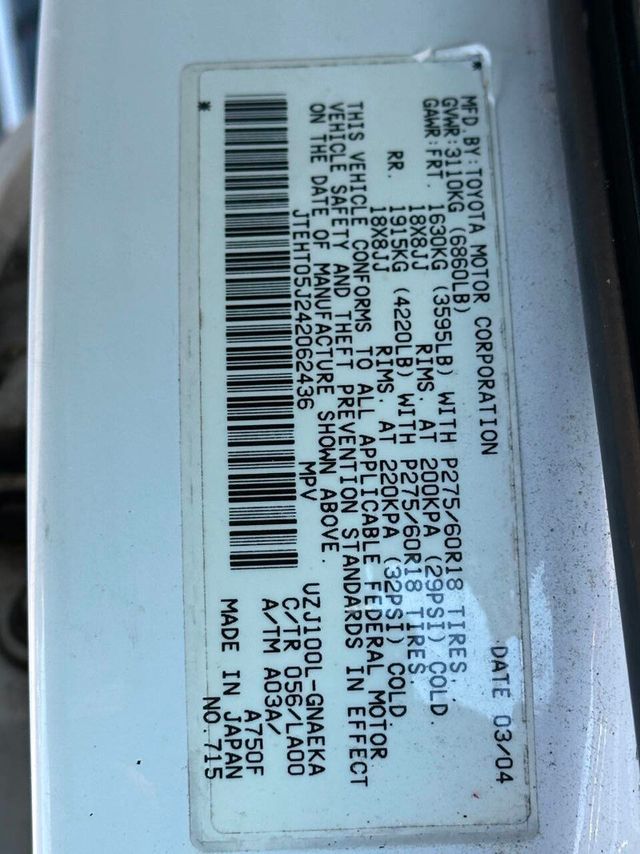 MFD.BY:TOYOTA MOTOR CORPORATION DATE 03/04
GVWR:3110KG (6860LB)
GAWR:FRT. 1630KG (3595LB) WITH P275/60R18 TIRES.
18X8JJ RIMS. AT 200KPA (29PSI) COLD.
RR. 1915KG (4220LB) WITH P275/60R18 TIRES.
18X8JJ RIMS. AT 220KPA (32PSI) COLD.
THIS VEHICLE CONFORMS TO ALL APPLICABLE FEDERAL MOTOR
VEHICLE SAFETY AND THEFT PREVENTION STANDARDS IN EFFECT
ON THE DATE OF MANUFACTURE SHOWN ABOVE.
JTEHT05J242062436 MPV
* *
UZJ100L-GNAEKA
C/TR 056/LA00
A/TM A03A/ A750F
MADE IN JAPAN
NO.715